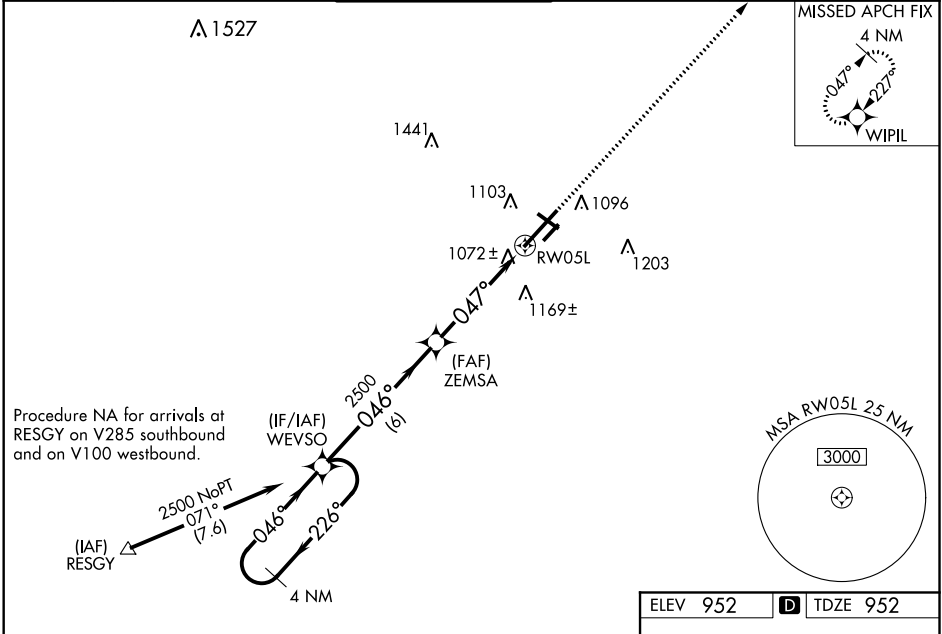 1527
MISSED APCH FIX
4 NM
047°
227°
WIPIL
1441
1103
1096
1072±
RW05L
1203
1169±
047°
(FAF)
ZEMSA
2500
046°
(6)
Procedure NA for arrivals at
RESGY on V285 southbound
and on V100 westbound.
(IF/IAF)
WEVSO
MSA RW05L 25 NM
3000
2500 NoPT
071°
(7.6)
046°
226°
(IAF)
RESGY
4 NM
ELEV 952 D TDZE 952